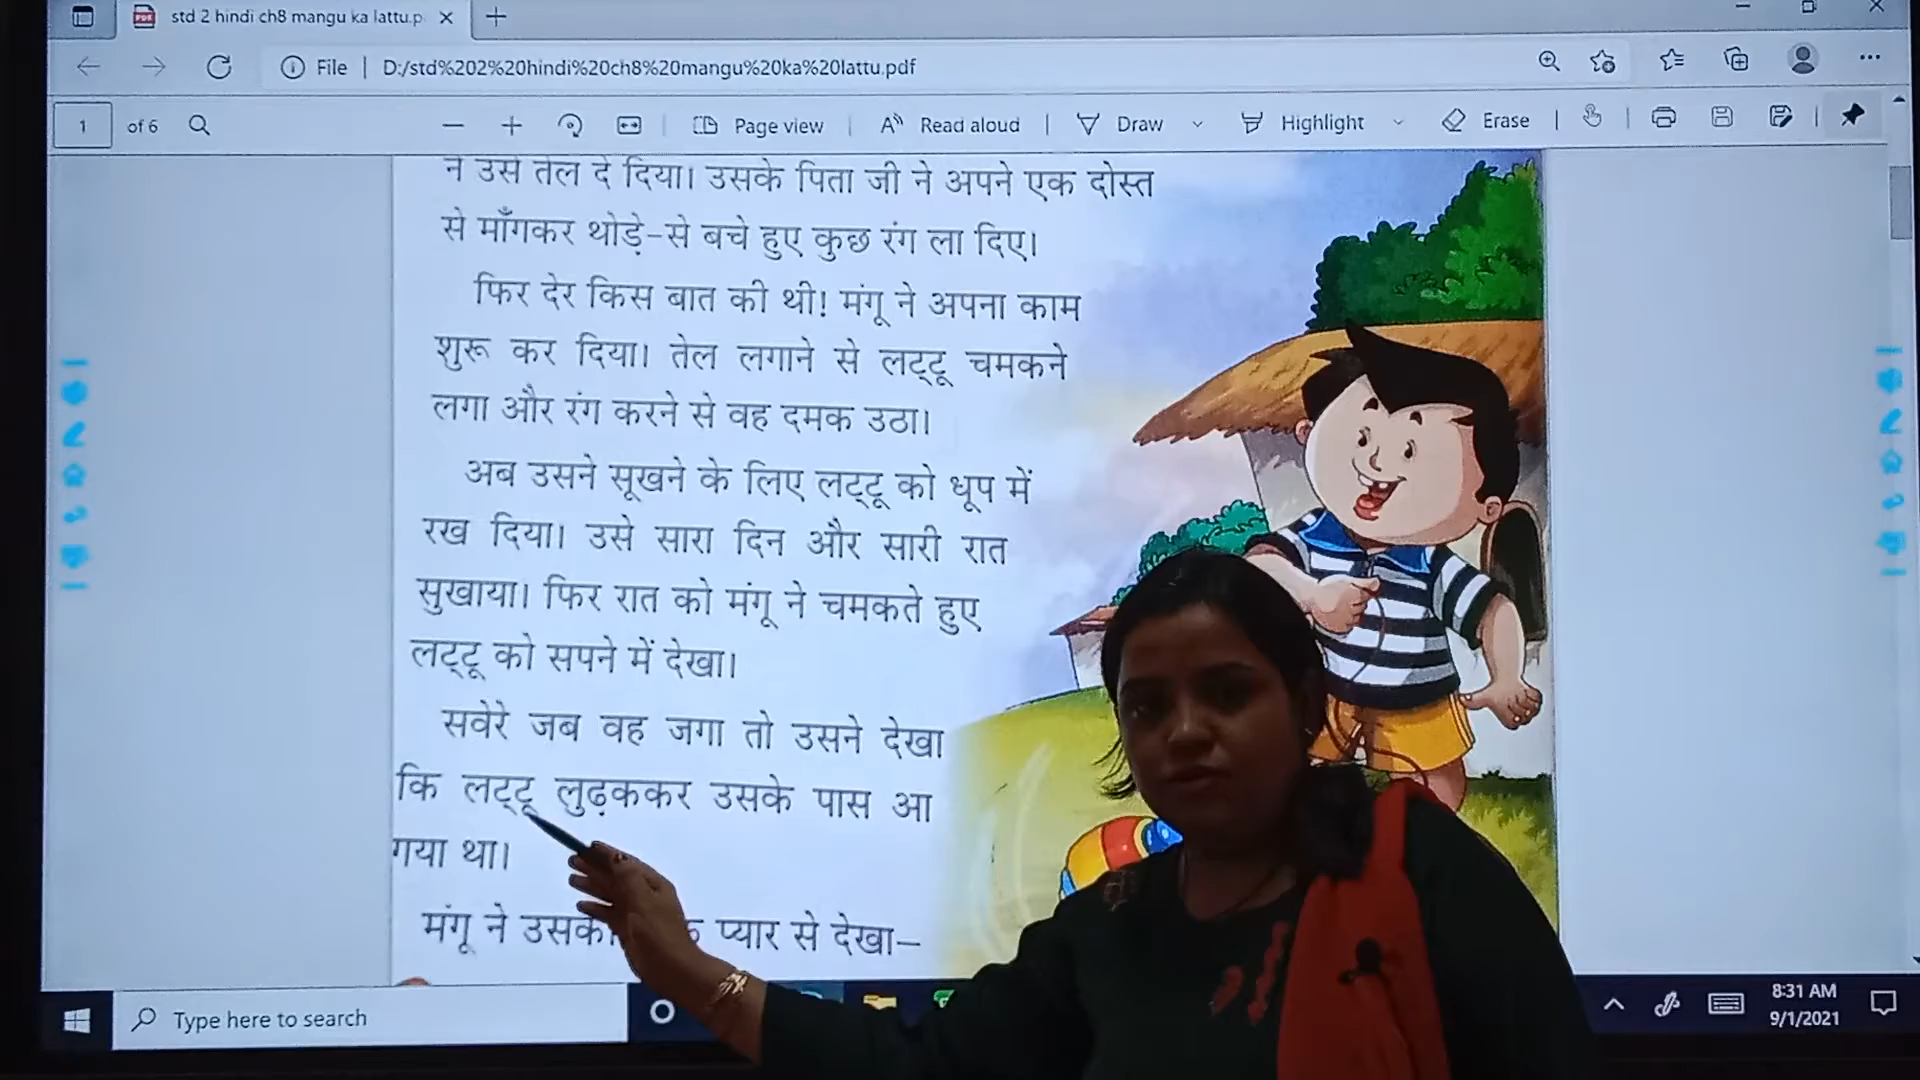 std 2 hindi ch8 mangu ka lattu.p
File | D:/std%202%20hindi%20ch8%20mangu%20ka%20lattu.pdf
1 of 6 Page view Read aloud Draw Highlight Erase
ने उसे तेल दे दिया। उसके पिता जी ने अपने एक दोस्त
से माँगकर थोड़े-से बचे हुए कुछ रंग ला दिए।
फिर देर किस बात की थी! मंगू ने अपना काम
शुरू कर दिया। तेल लगाने से लट्टू चमकने
लगा और रंग करने से वह दमक उठा।
अब उसने सूखने के लिए लट्टू को धूप में
रख दिया। उसे सारा दिन और सारी रात
सुखाया। फिर रात को मंगू ने चमकते हुए
लट्टू को सपने में देखा।
सवेरे जब वह जगा तो उसने देखा
कि लट्टू लुढ़ककर उसके पास आ
गया था।
मंगू ने उसको प्यार से देखा–
Type here to search
8:31 AM
9/1/2021